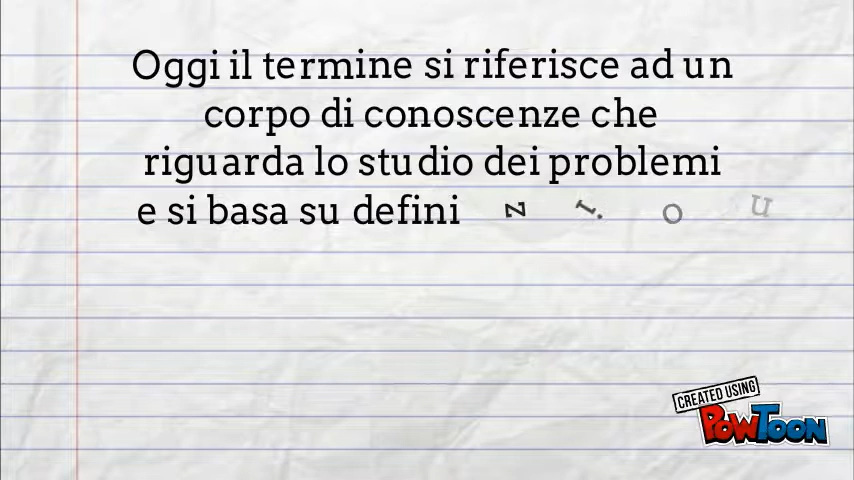 Oggi il termine si riferisce ad un
corpo di conoscenze che
riguarda lo studio dei problemi
e si basa su defini z i o n
CREATED USING
POWTOON